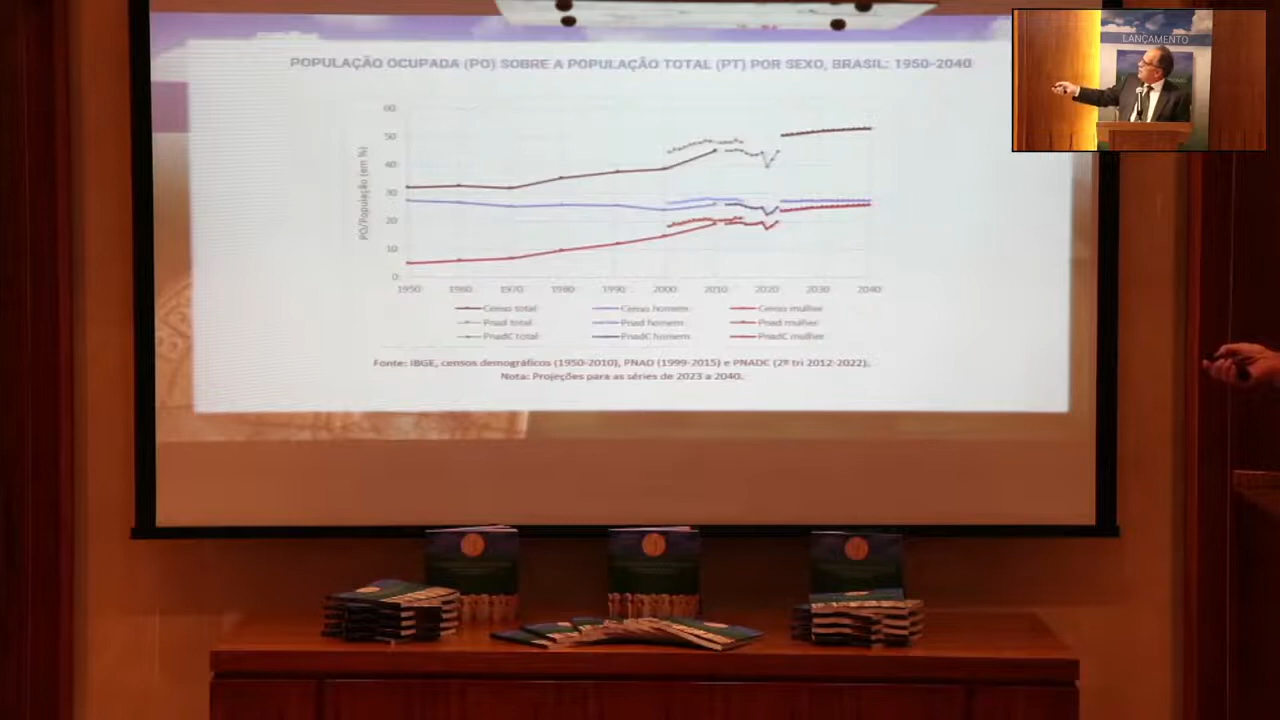 POPULAÇÃO OCUPADA (PO) SOBRE A POPULAÇÃO TOTAL (PT) POR SEXO, BRASIL: 1950-2040
LANÇAMENTO
PO/População (em %)
60
50
40
30
20
10
0
1950 1960 1970 1980 1990 2000 2010 2020 2030 2040
Censo total Censo homem Censo mulher
Pnad total Pnad homem Pnad mulher
PnadC total PnadC homem PnadC mulher
Fonte: IBGE, censos demográficos (1950-2010), PNAD (1999-2015) e PNADC (2º tri 2012-2022).
Nota: Projeções para as séries de 2023 a 2040.